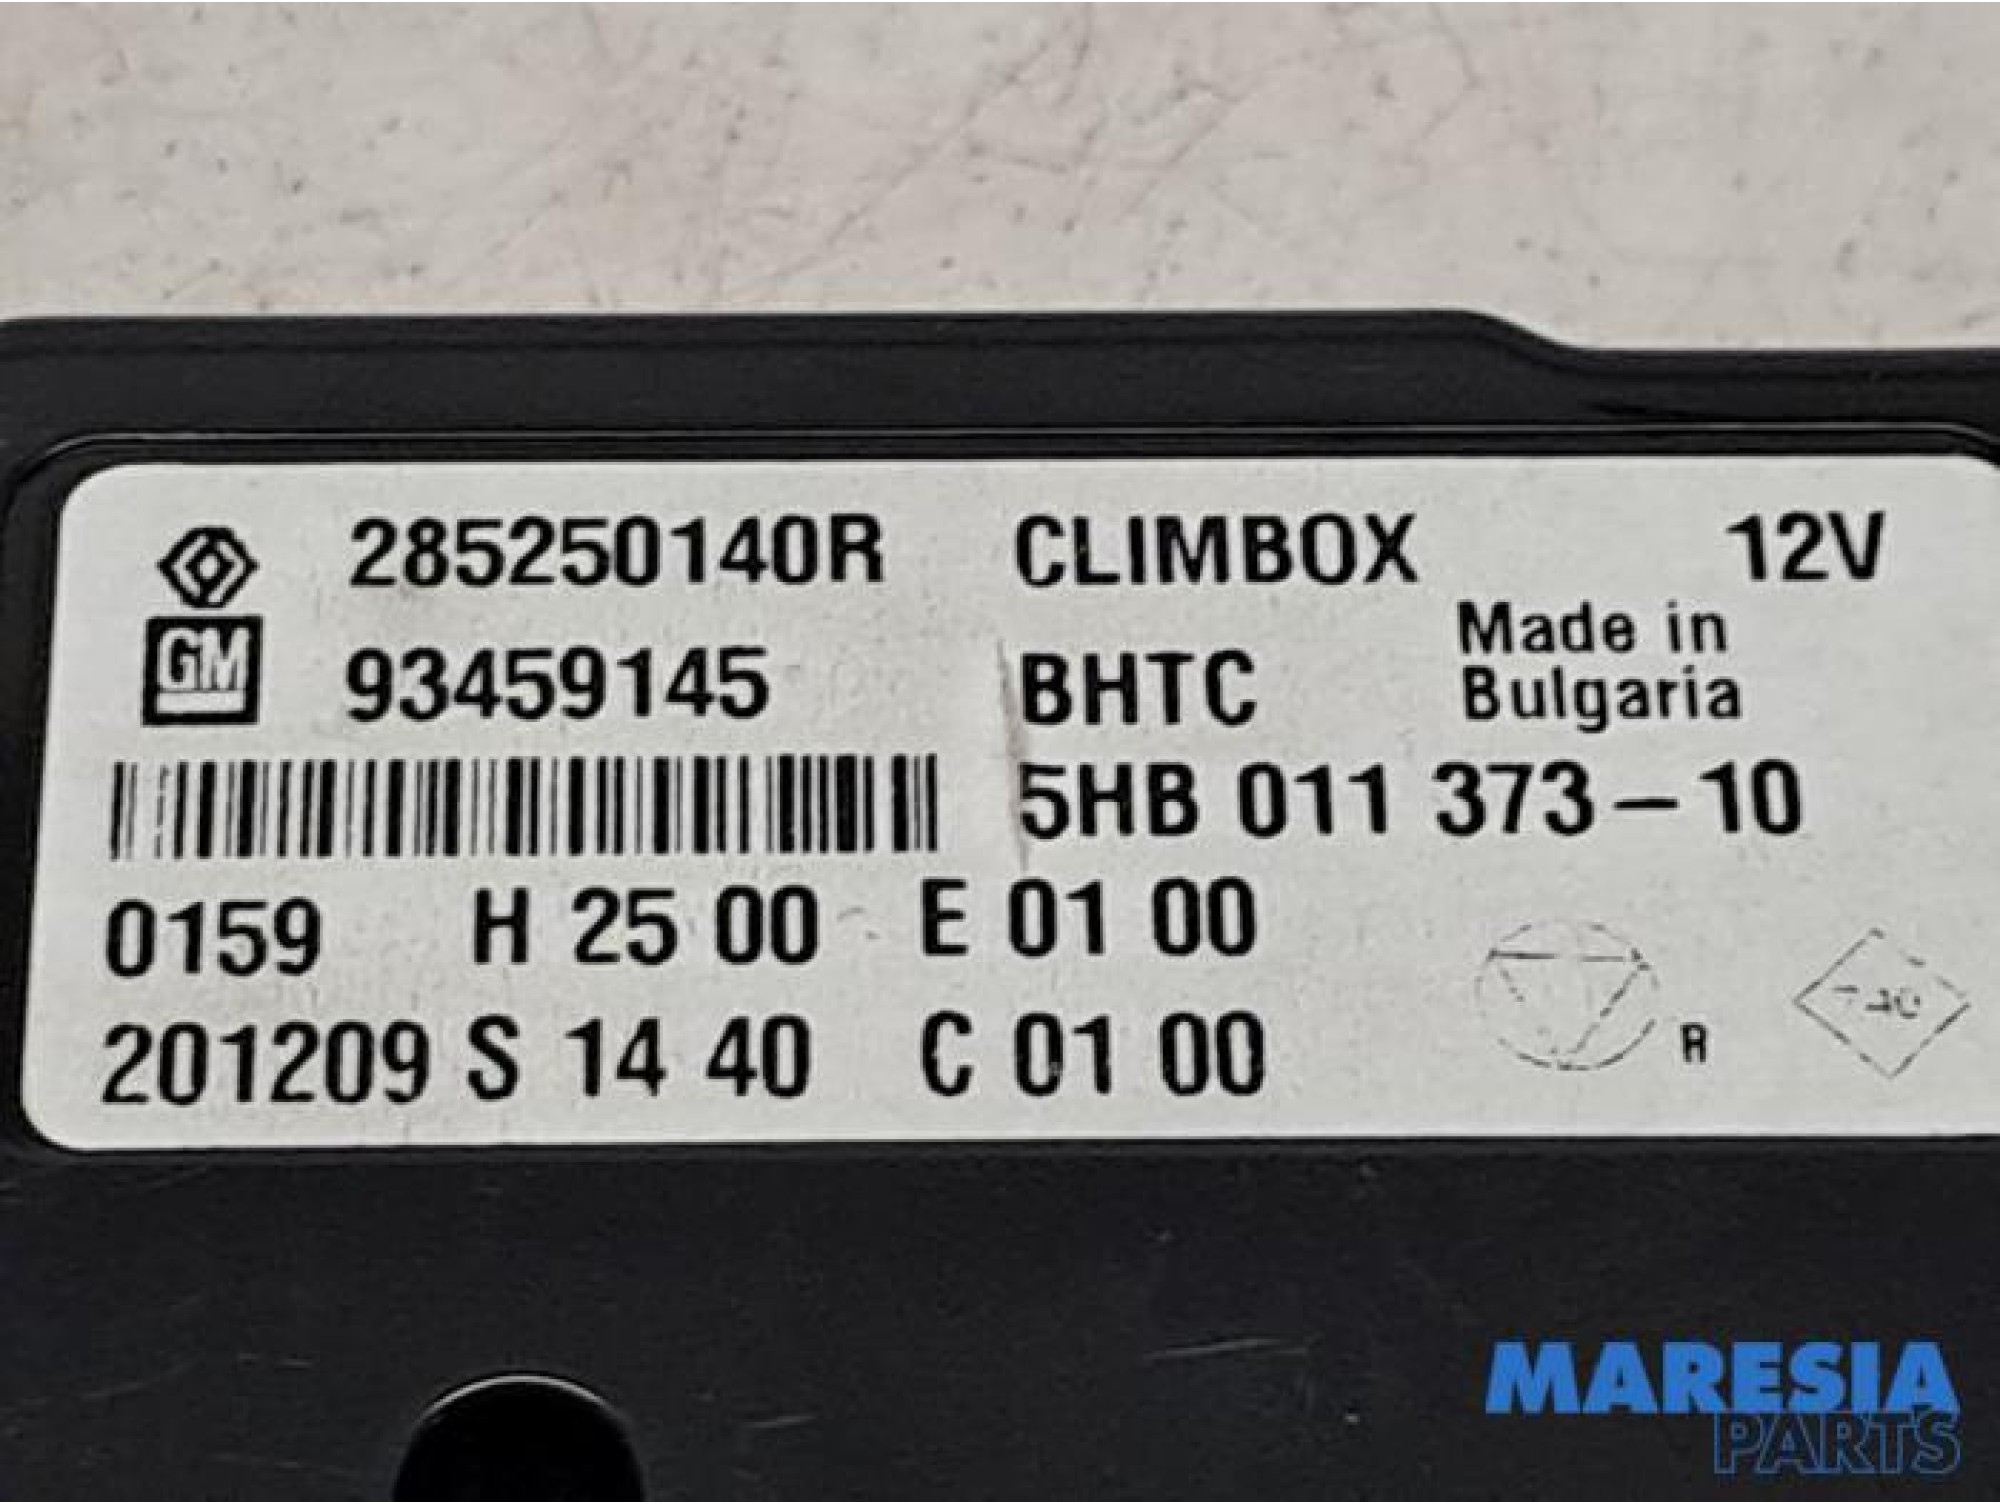 285250140R CLIMBOX 12V
GM 93459145 BHTC Made in
Bulgaria
5HB 011 373-10
0159 H 25 00 E 01 00
201209 S 14 40 C 01 00
R
MARESIA
PARTS